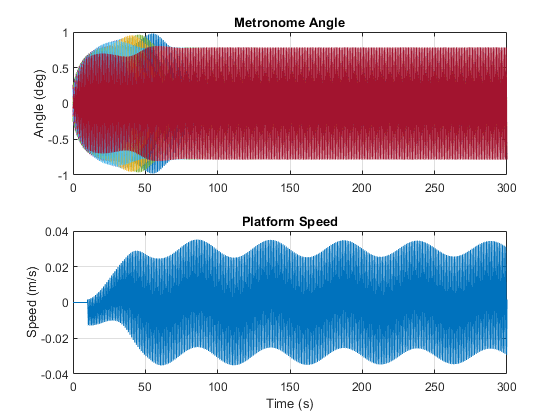 Metronome Angle
1
0.5
0
-0.5
-1
Angle (deg)
0 50 100 150 200 250 300
Platform Speed
0.04
0.02
0
-0.02
-0.04
Speed (m/s)
0 50 100 150 200 250 300
Time (s)